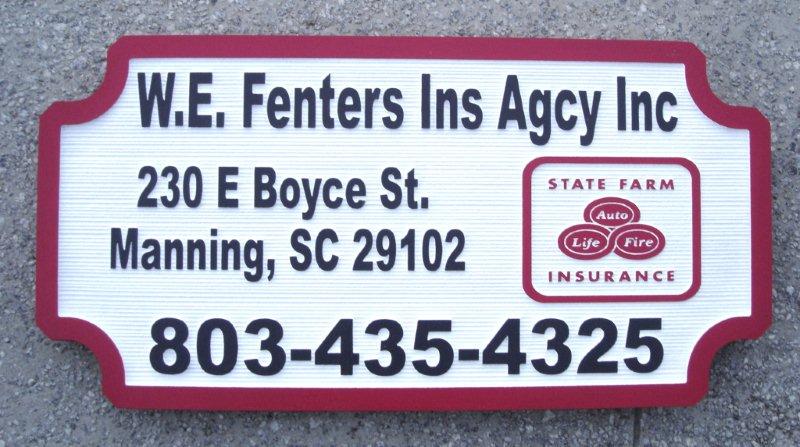 W.E. Fenters Ins Agcy Inc
230 E Boyce St.
Manning, SC 29102
STATE FARM
Auto
Life Fire
INSURANCE
803-435-4325